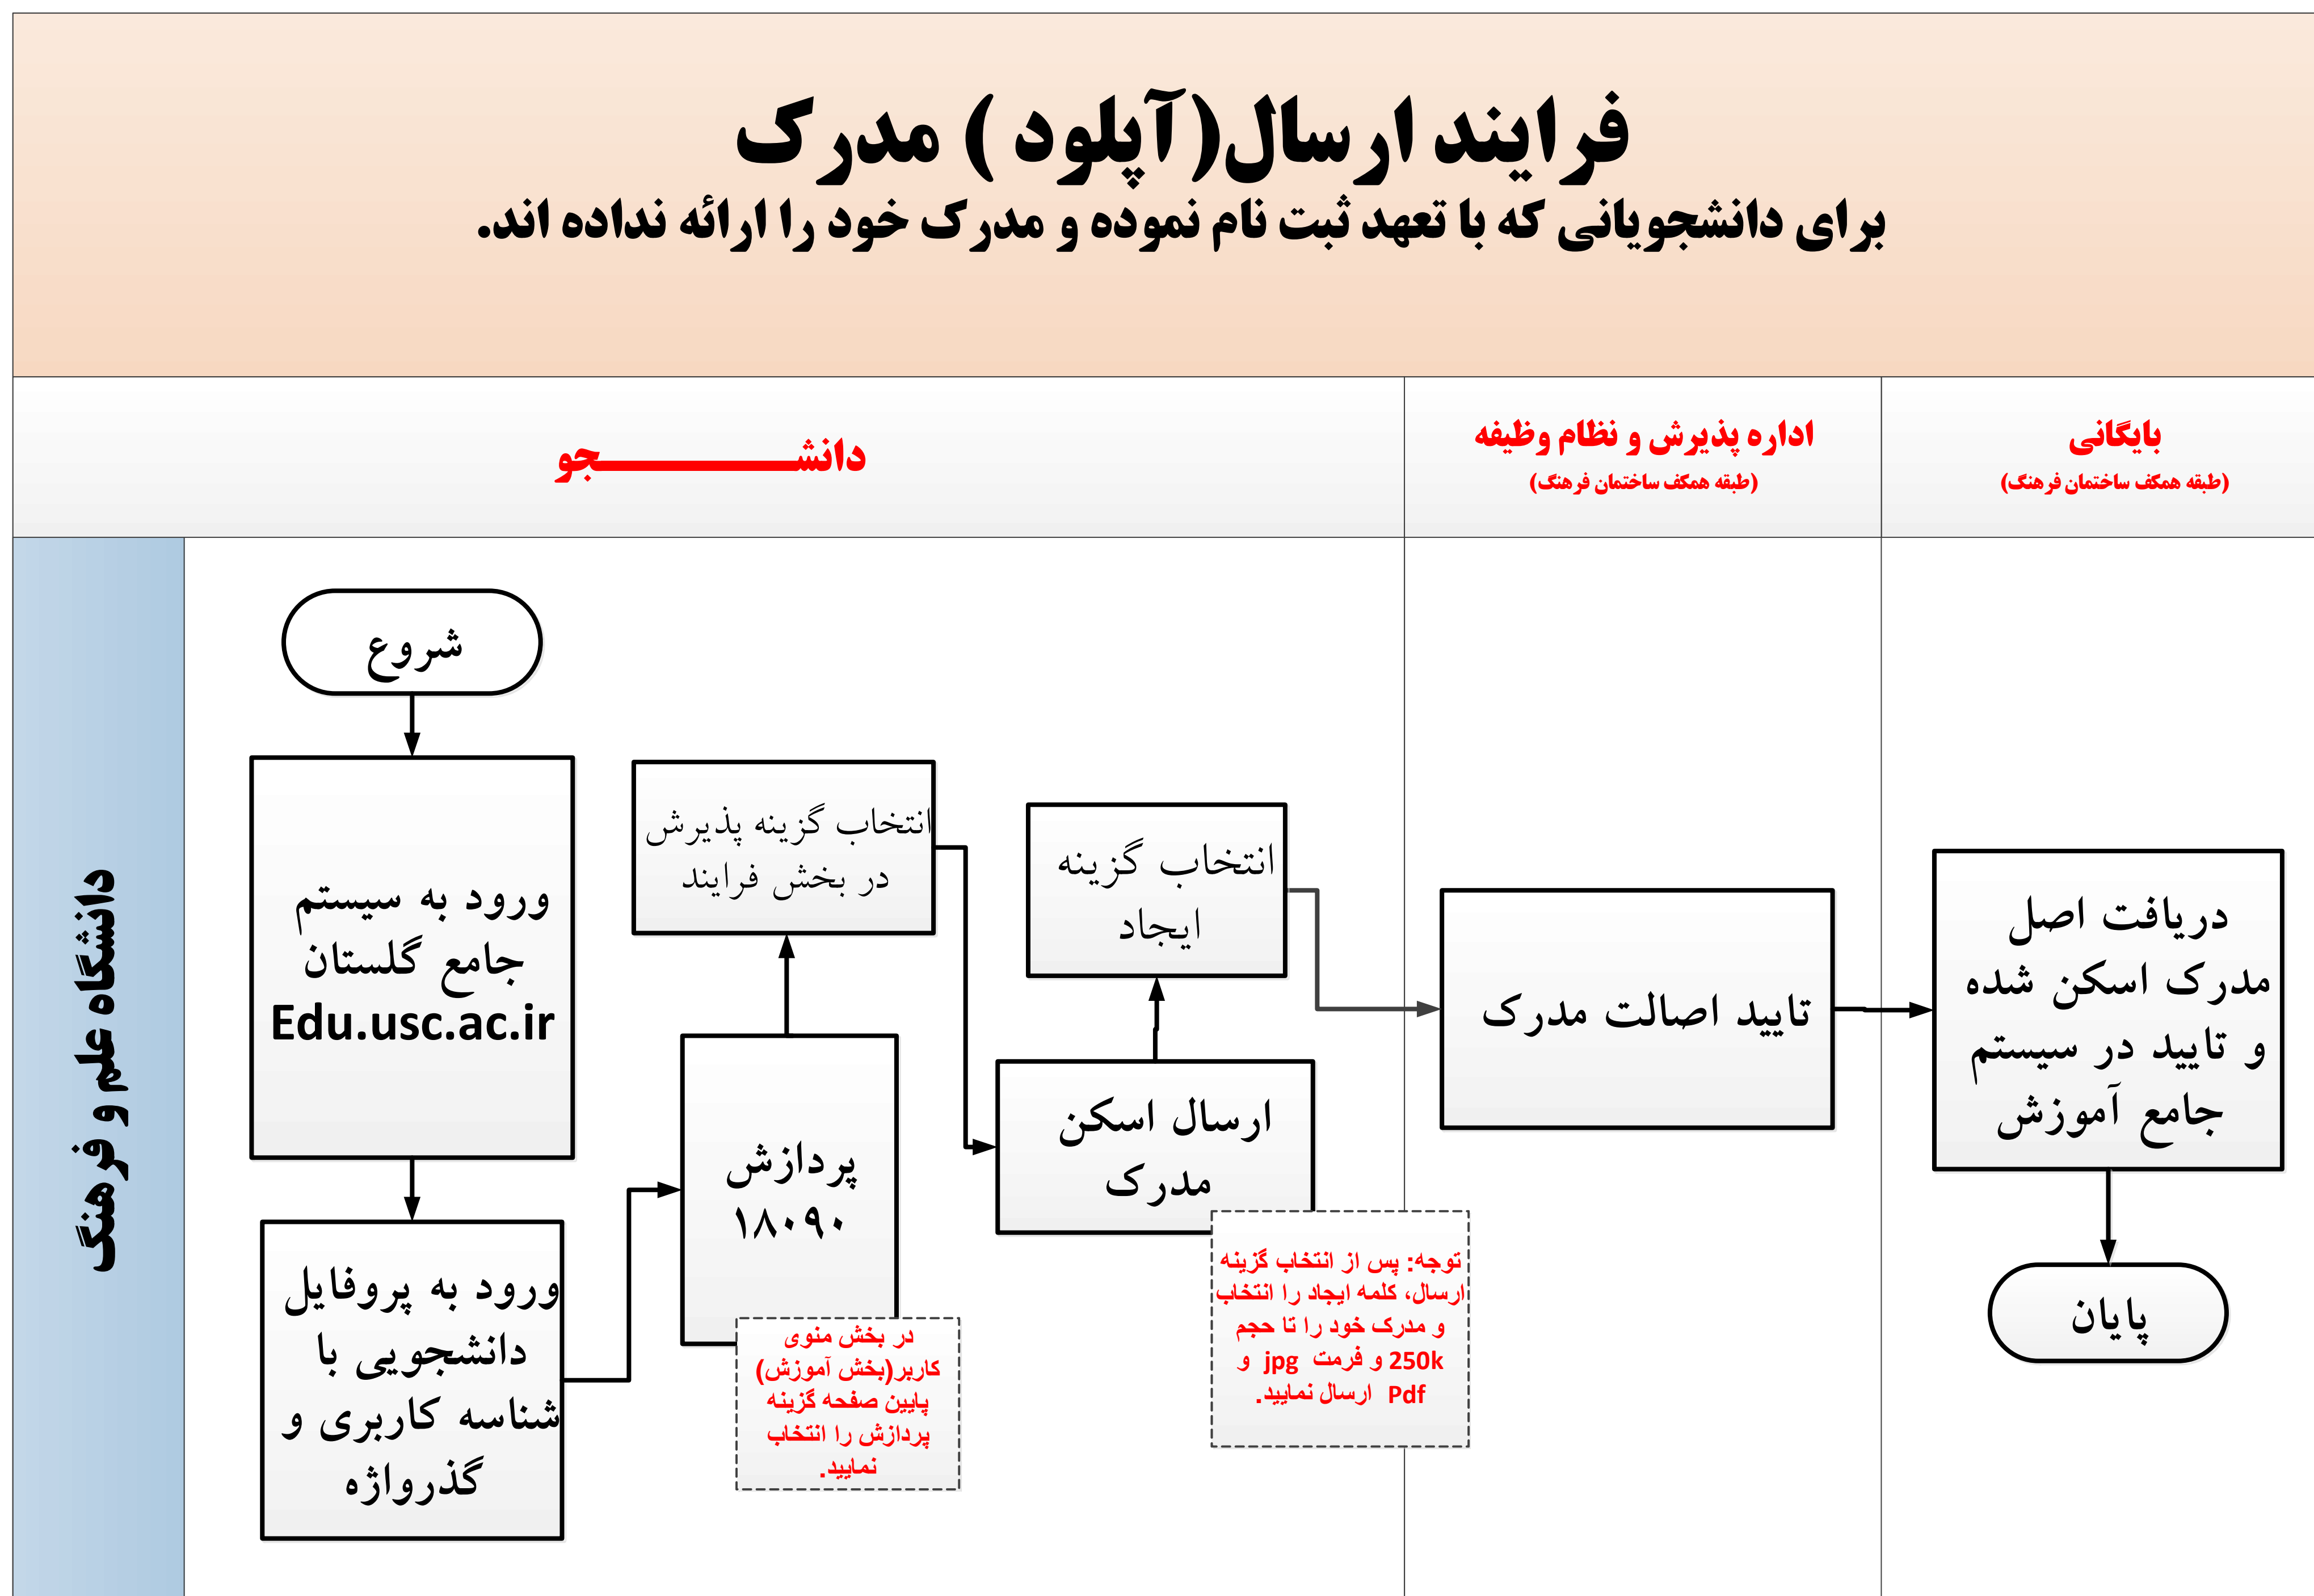 فرایند ارسال(آپلود ) مدرک
برای دانشجویانی که با تعهد ثبت نام نموده و مدرک خود را ارائه نداده اند.
دانشـــــــــــــــجو
اداره پذیرش و نظام وظیفه
(طبقه همکف ساختمان فرهنگ)
بایگانی
(طبقه همکف ساختمان فرهنگ)
دانشگاه علم و فرهنگ
شروع
ورود به سیستم
جامع گلستان
Edu.usc.ac.ir
ورود به پروفایل
دانشجویی با
شناسه کاربری و
گذرواژه
پردازش
۱۸۰۹۰
در بخش منوی
کاربر(بخش آموزش)
پایین صفحه گزینه
پردازش را انتخاب
نمایید.
انتخاب گزینه پذیرش
در بخش فرایند
ارسال اسکن
مدرک
توجه: پس از انتخاب گزینه
ارسال، کلمه ایجاد را انتخاب
و مدرک خود را تا حجم
250k و فرمت jpg و
Pdf ارسال نمایید.
انتخاب گزینه
ایجاد
تایید اصالت مدرک
دریافت اصل
مدرک اسکن شده
و تایید در سیستم
جامع آموزش
پایان